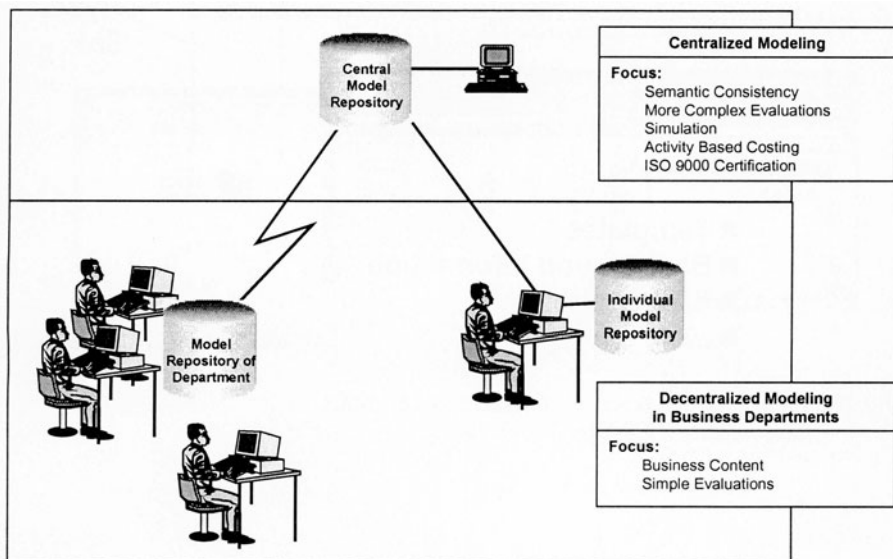 Central
Model
Repository
Centralized Modeling
Focus:
Semantic Consistency
More Complex Evaluations
Simulation
Activity Based Costing
ISO 9000 Certification
Model
Repository of
Department
Individual
Model
Repository
Decentralized Modeling
in Business Departments
Focus:
Business Content
Simple Evaluations